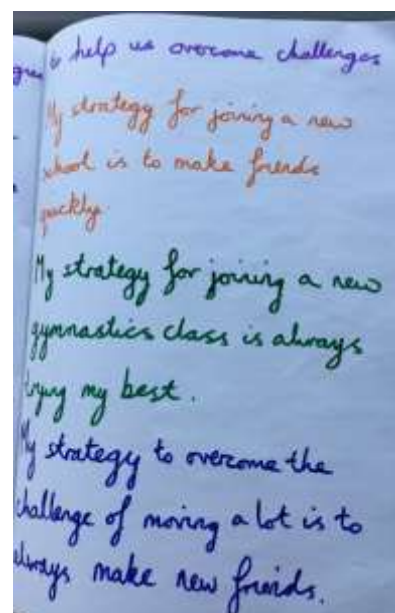 to help us overcome challenges
My strategy for joining a new
school is to make freinds
quickly.
My strategy for joining a new
gymnastics class is always
trying my best.
My strategy to overcome the
challenge of moving a lot is to
always make new freinds.